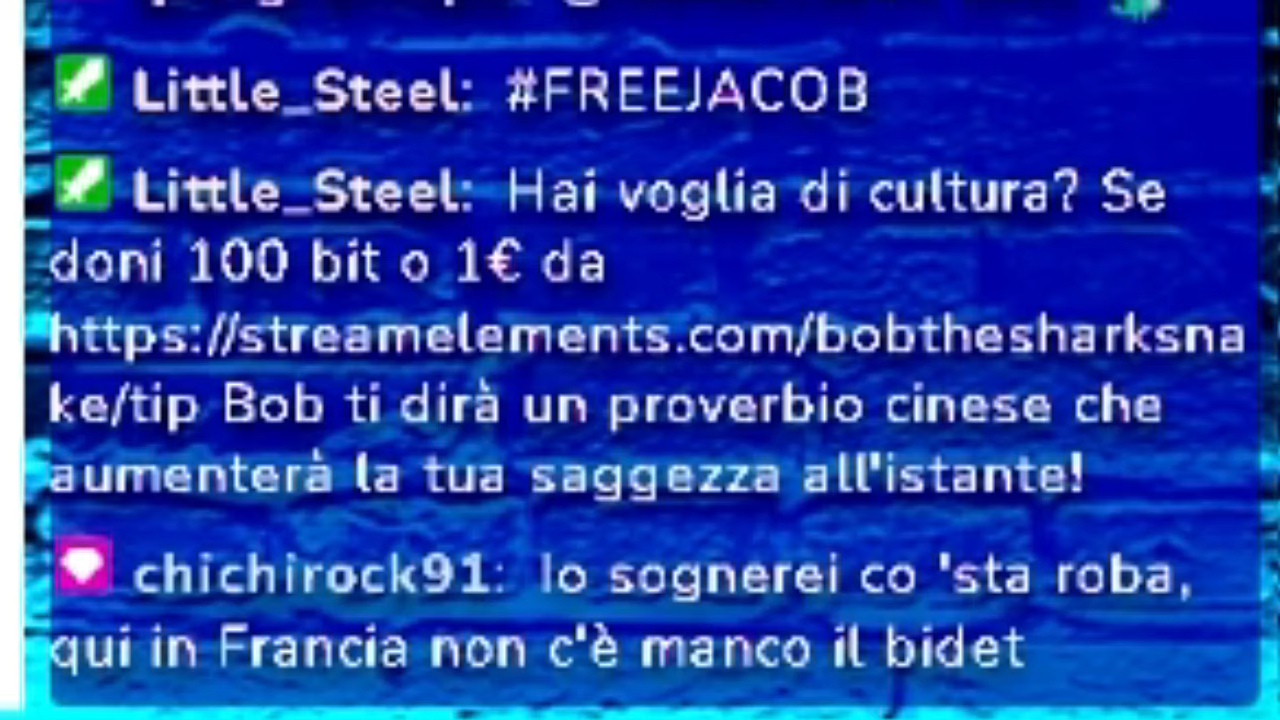 Little_Steel: #FREEJACOB
Little_Steel: Hai voglia di cultura? Se
doni 100 bit o 1€ da
https://streamelements.com/bobthesharksna
ke/tip Bob ti dirà un proverbio cinese che
aumenterà la tua saggezza all'istante!
chichirock91: Io sognerei co 'sta roba,
qui in Francia non c'è manco il bidet